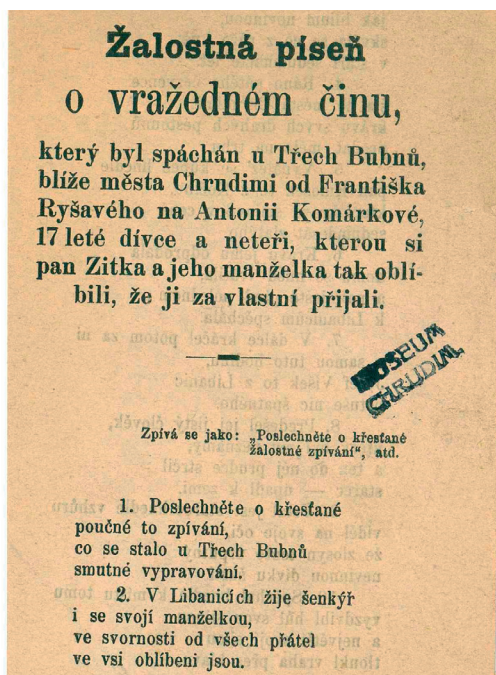 Žalostná píseň
o vražedném činu,
který byl spáchán u Třech Bubnů,
blíže města Chrudimi od Františka
Ryšavého na Antonii Komárkové,
17 leté dívce a neteři, kterou si
pan Zitka a jeho manželka tak oblí-
bili, že ji za vlastní přijali.
MUSEUM
CHRUDIM.
Zpívá se jako: „Poslechněte o křesťané
žalostné zpívání“, atd.
1. Poslechněte o křesťané
poučné to zpívání,
co se stalo u Třech Bubnů
smutné vypravování.
2. V Libanicích žije šenkýř
i se svojí manželkou,
ve svornosti od všech přátel
ve vsi oblíbeni jsou.